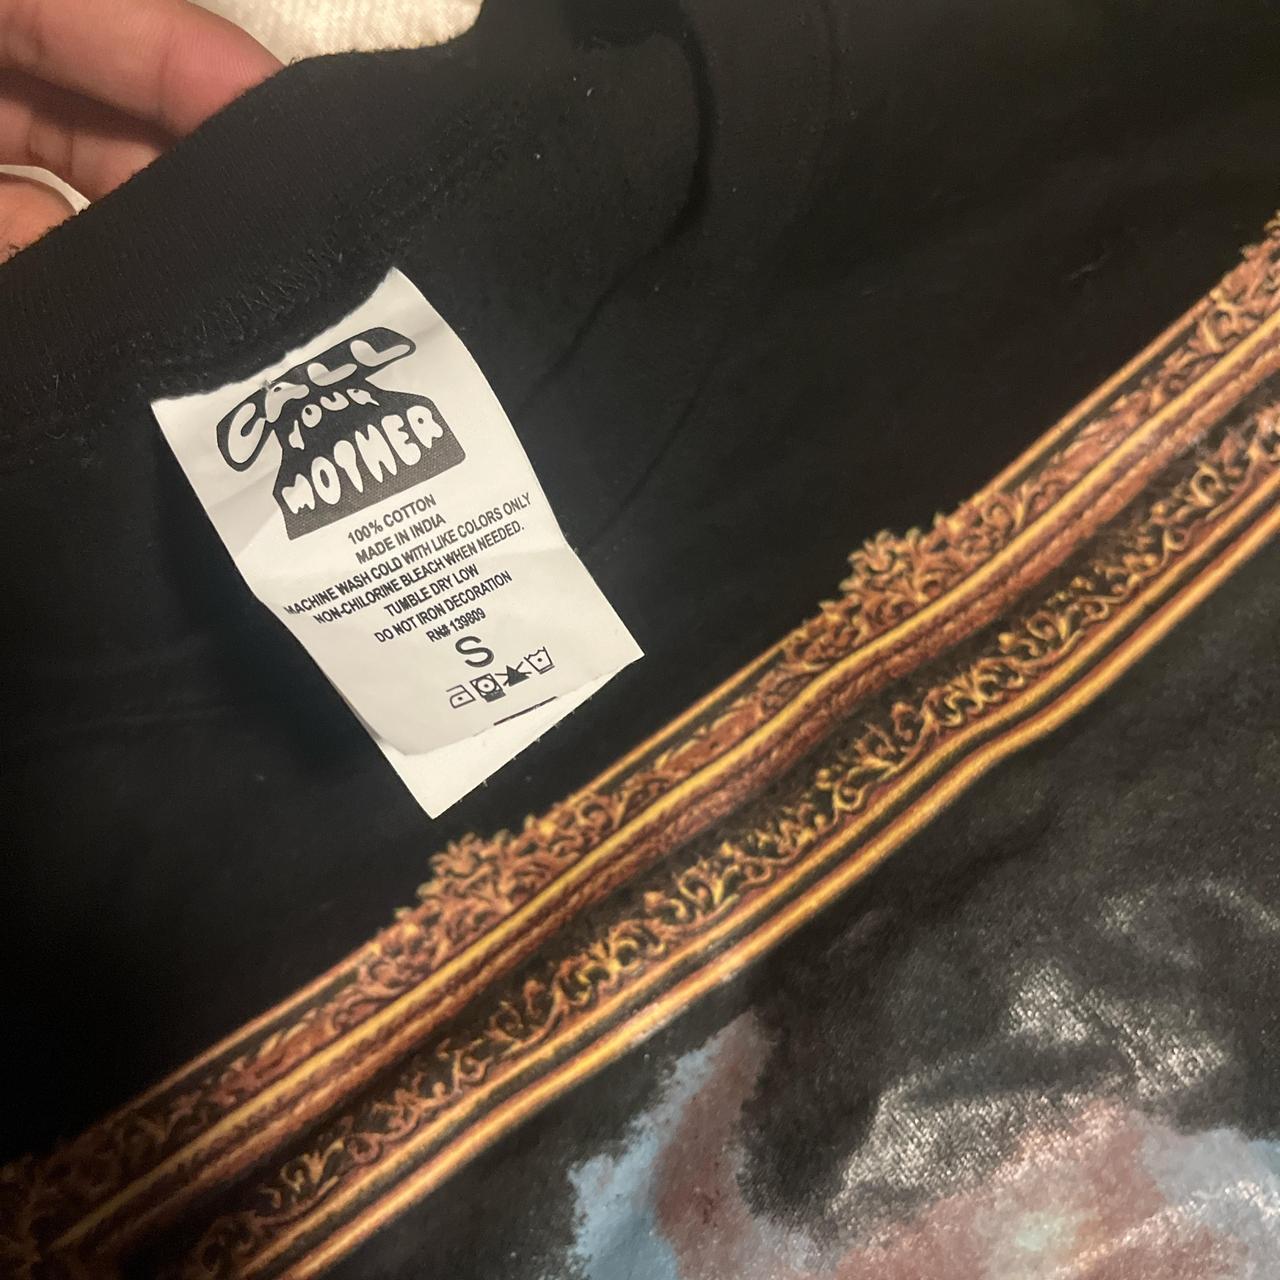 CALL
YOUR
MOTHER
100% COTTON
MADE IN INDIA
MACHINE WASH COLD WITH LIKE COLORS ONLY
NON-CHLORINE BLEACH WHEN NEEDED.
TUMBLE DRY LOW
DO NOT IRON DECORATION
RN# 139809
S